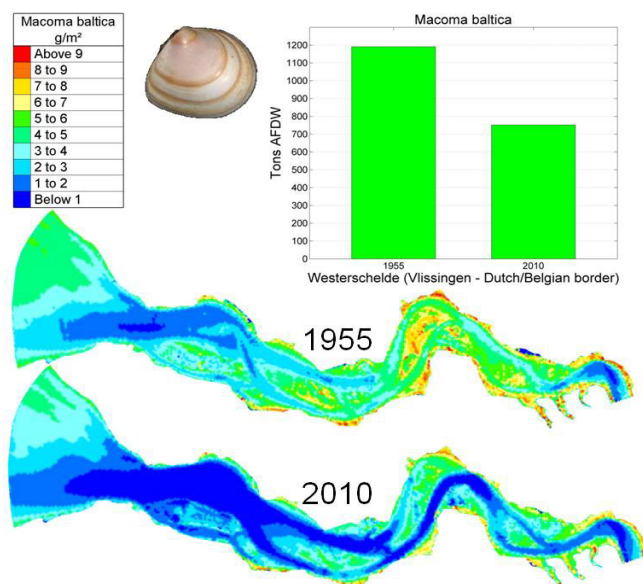 Macoma baltica
g/m²
Above 9
8 to 9
7 to 8
6 to 7
5 to 6
4 to 5
3 to 4
2 to 3
1 to 2
Below 1
Macoma baltica
Tons AFDW
1200
1100
1000
900
800
700
600
500
400
300
200
100
0
1955
2010
Westerschelde (Vlissingen - Dutch/Belgian border)
1955
2010